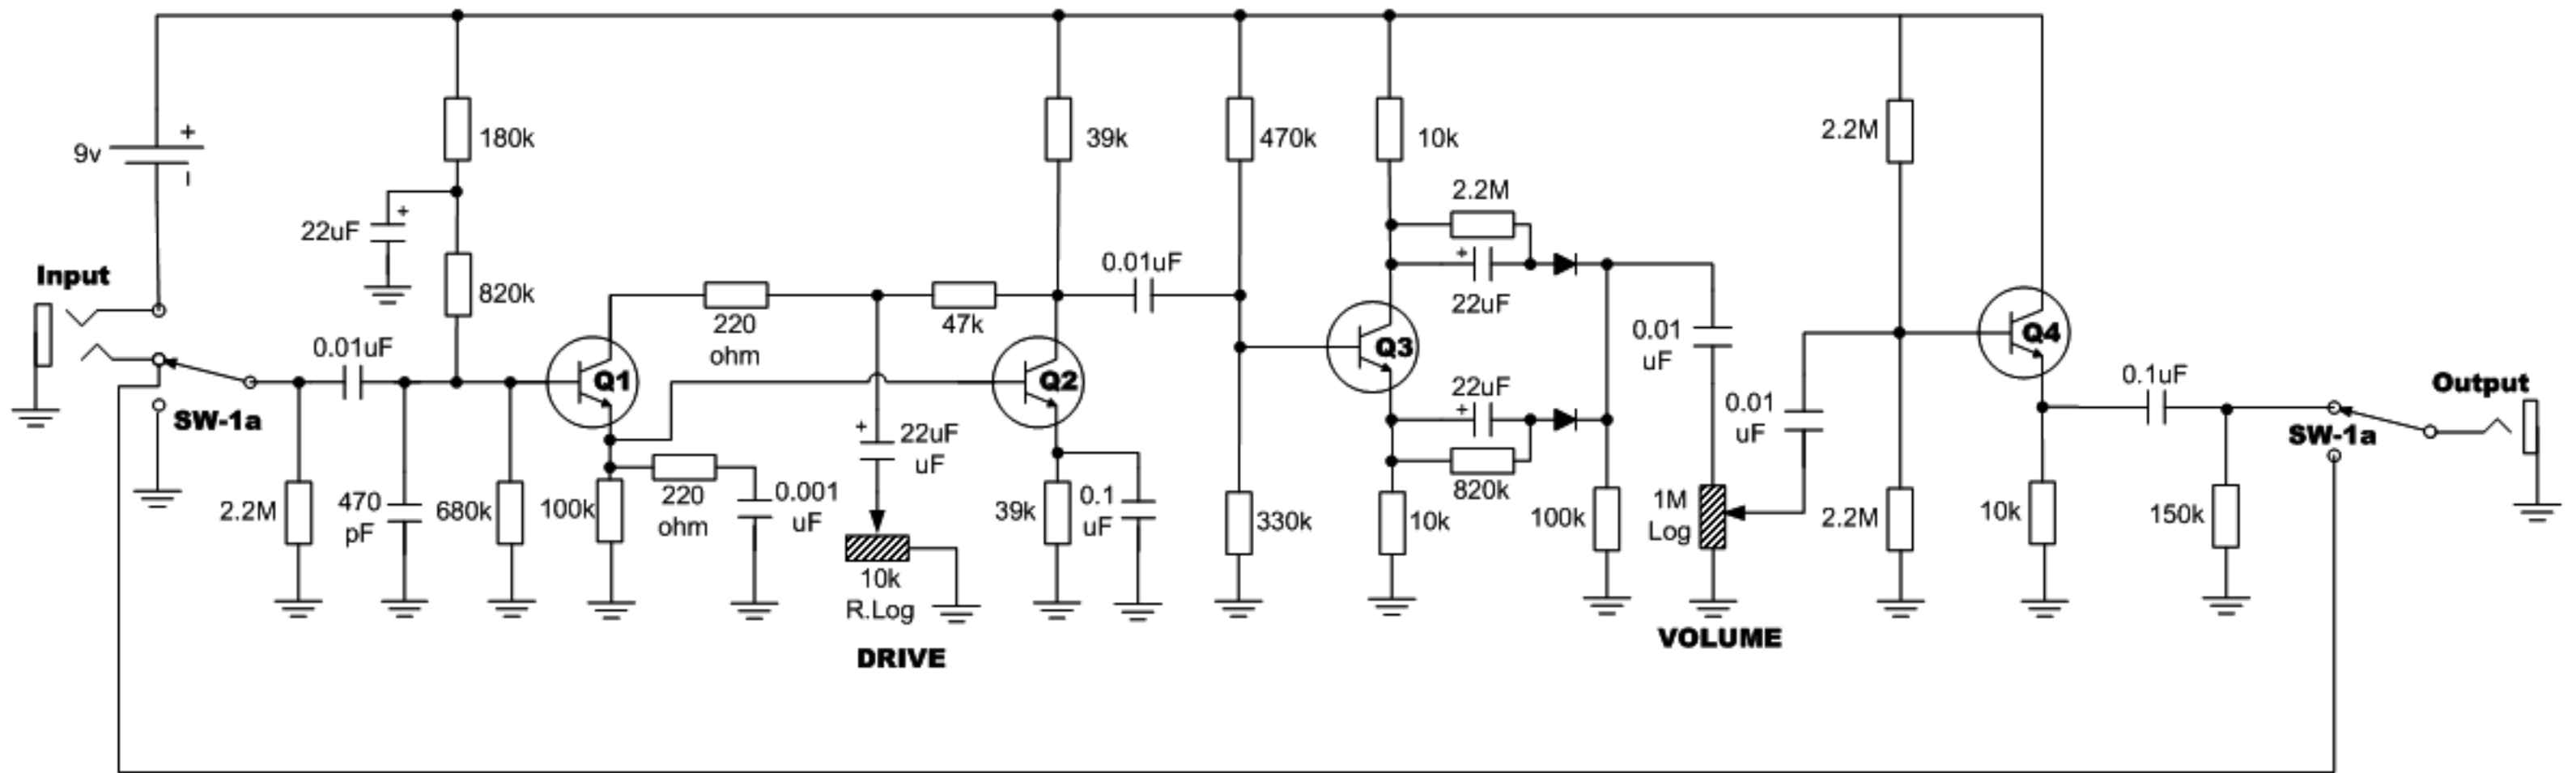 +
9v
–
180k
39k
470k
10k
2.2M
2.2M
+
22uF
Input
820k
0.01uF
+
22uF
0.01uF
220
ohm
47k
0.01
uF
Q1
Q2
Q3
Q4
0.1uF
Output
22uF
+
SW-1a
SW-1a
+
22uF
uF
0.01
uF
2.2M
470
pF
680k
100k
220
ohm
0.001
uF
39k
0.1
uF
330k
10k
820k
100k
1M
Log
2.2M
10k
150k
10k
R.Log
DRIVE
VOLUME